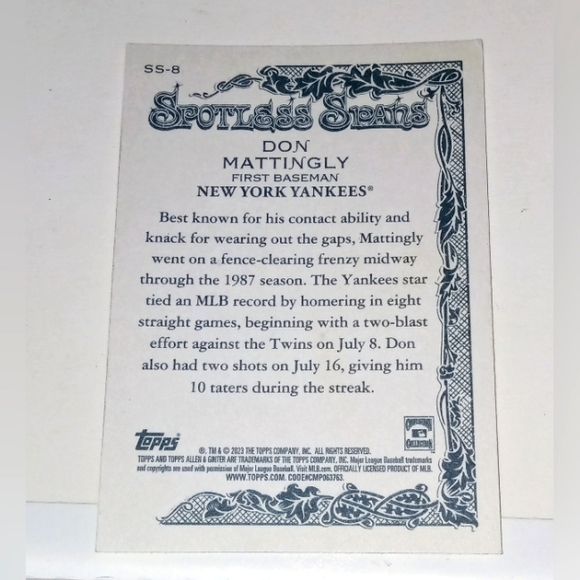 SS-8
SPOTLESS SPANS
DON
MATTINGLY
FIRST BASEMAN
NEW YORK YANKEES®
Best known for his contact ability and
knack for wearing out the gaps, Mattingly
went on a fence-clearing frenzy midway
through the 1987 season. The Yankees star
tied an MLB record by homering in eight
straight games, beginning with a two-blast
effort against the Twins on July 8. Don
also had two shots on July 16, giving him
10 taters during the streak.
Topps
COOPERSTOWN
COLLECTION
®, TM & © 2023 THE TOPPS COMPANY, INC. ALL RIGHTS RESERVED.
TOPPS AND TOPPS ALLEN & GINTER ARE TRADEMARKS OF THE TOPPS COMPANY, INC. Major League Baseball trademarks
and copyrights are used with permission of Major League Baseball. Visit MLB.com. OFFICIALLY LICENSED PRODUCT OF MLB.
WWW.TOPPS.COM. CODE#CMP063763.